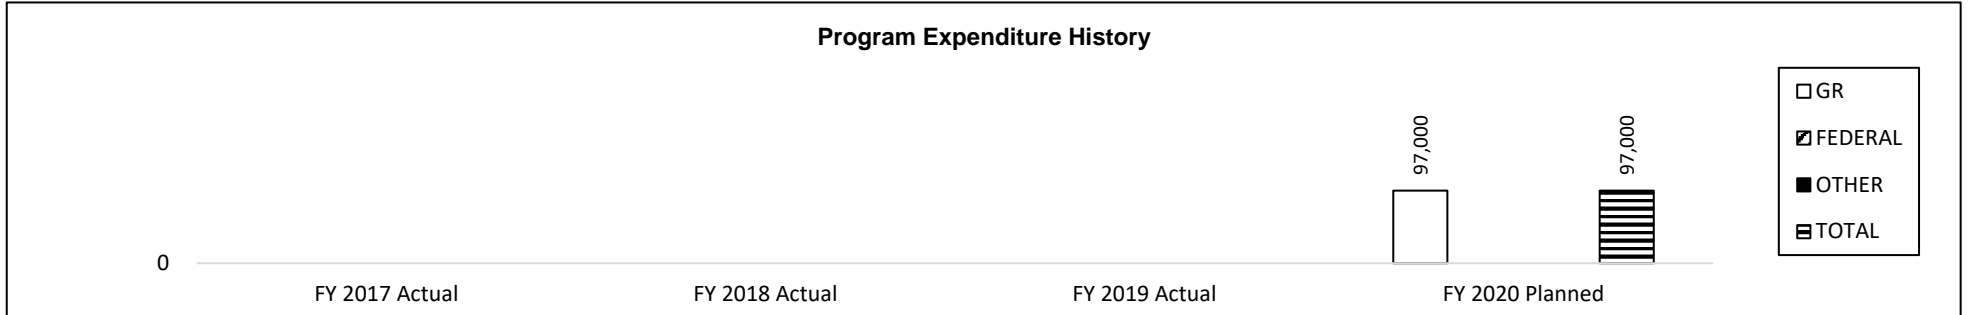 Program Expenditure History
GR
FEDERAL
OTHER
TOTAL
97,000
97,000
0
FY 2017 Actual
FY 2018 Actual
FY 2019 Actual
FY 2020 Planned